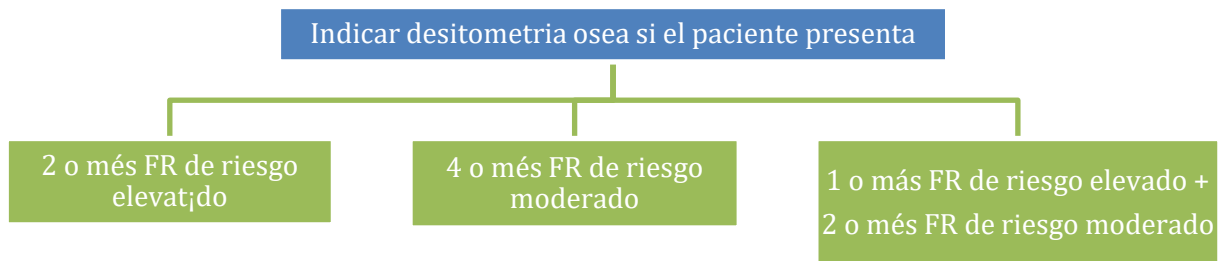 Indicar desitometria osea si el paciente presenta
2 o més FR de riesgo
elevat¡do
4 o més FR de riesgo
moderado
1 o más FR de riesgo elevado +
2 o més FR de riesgo moderado